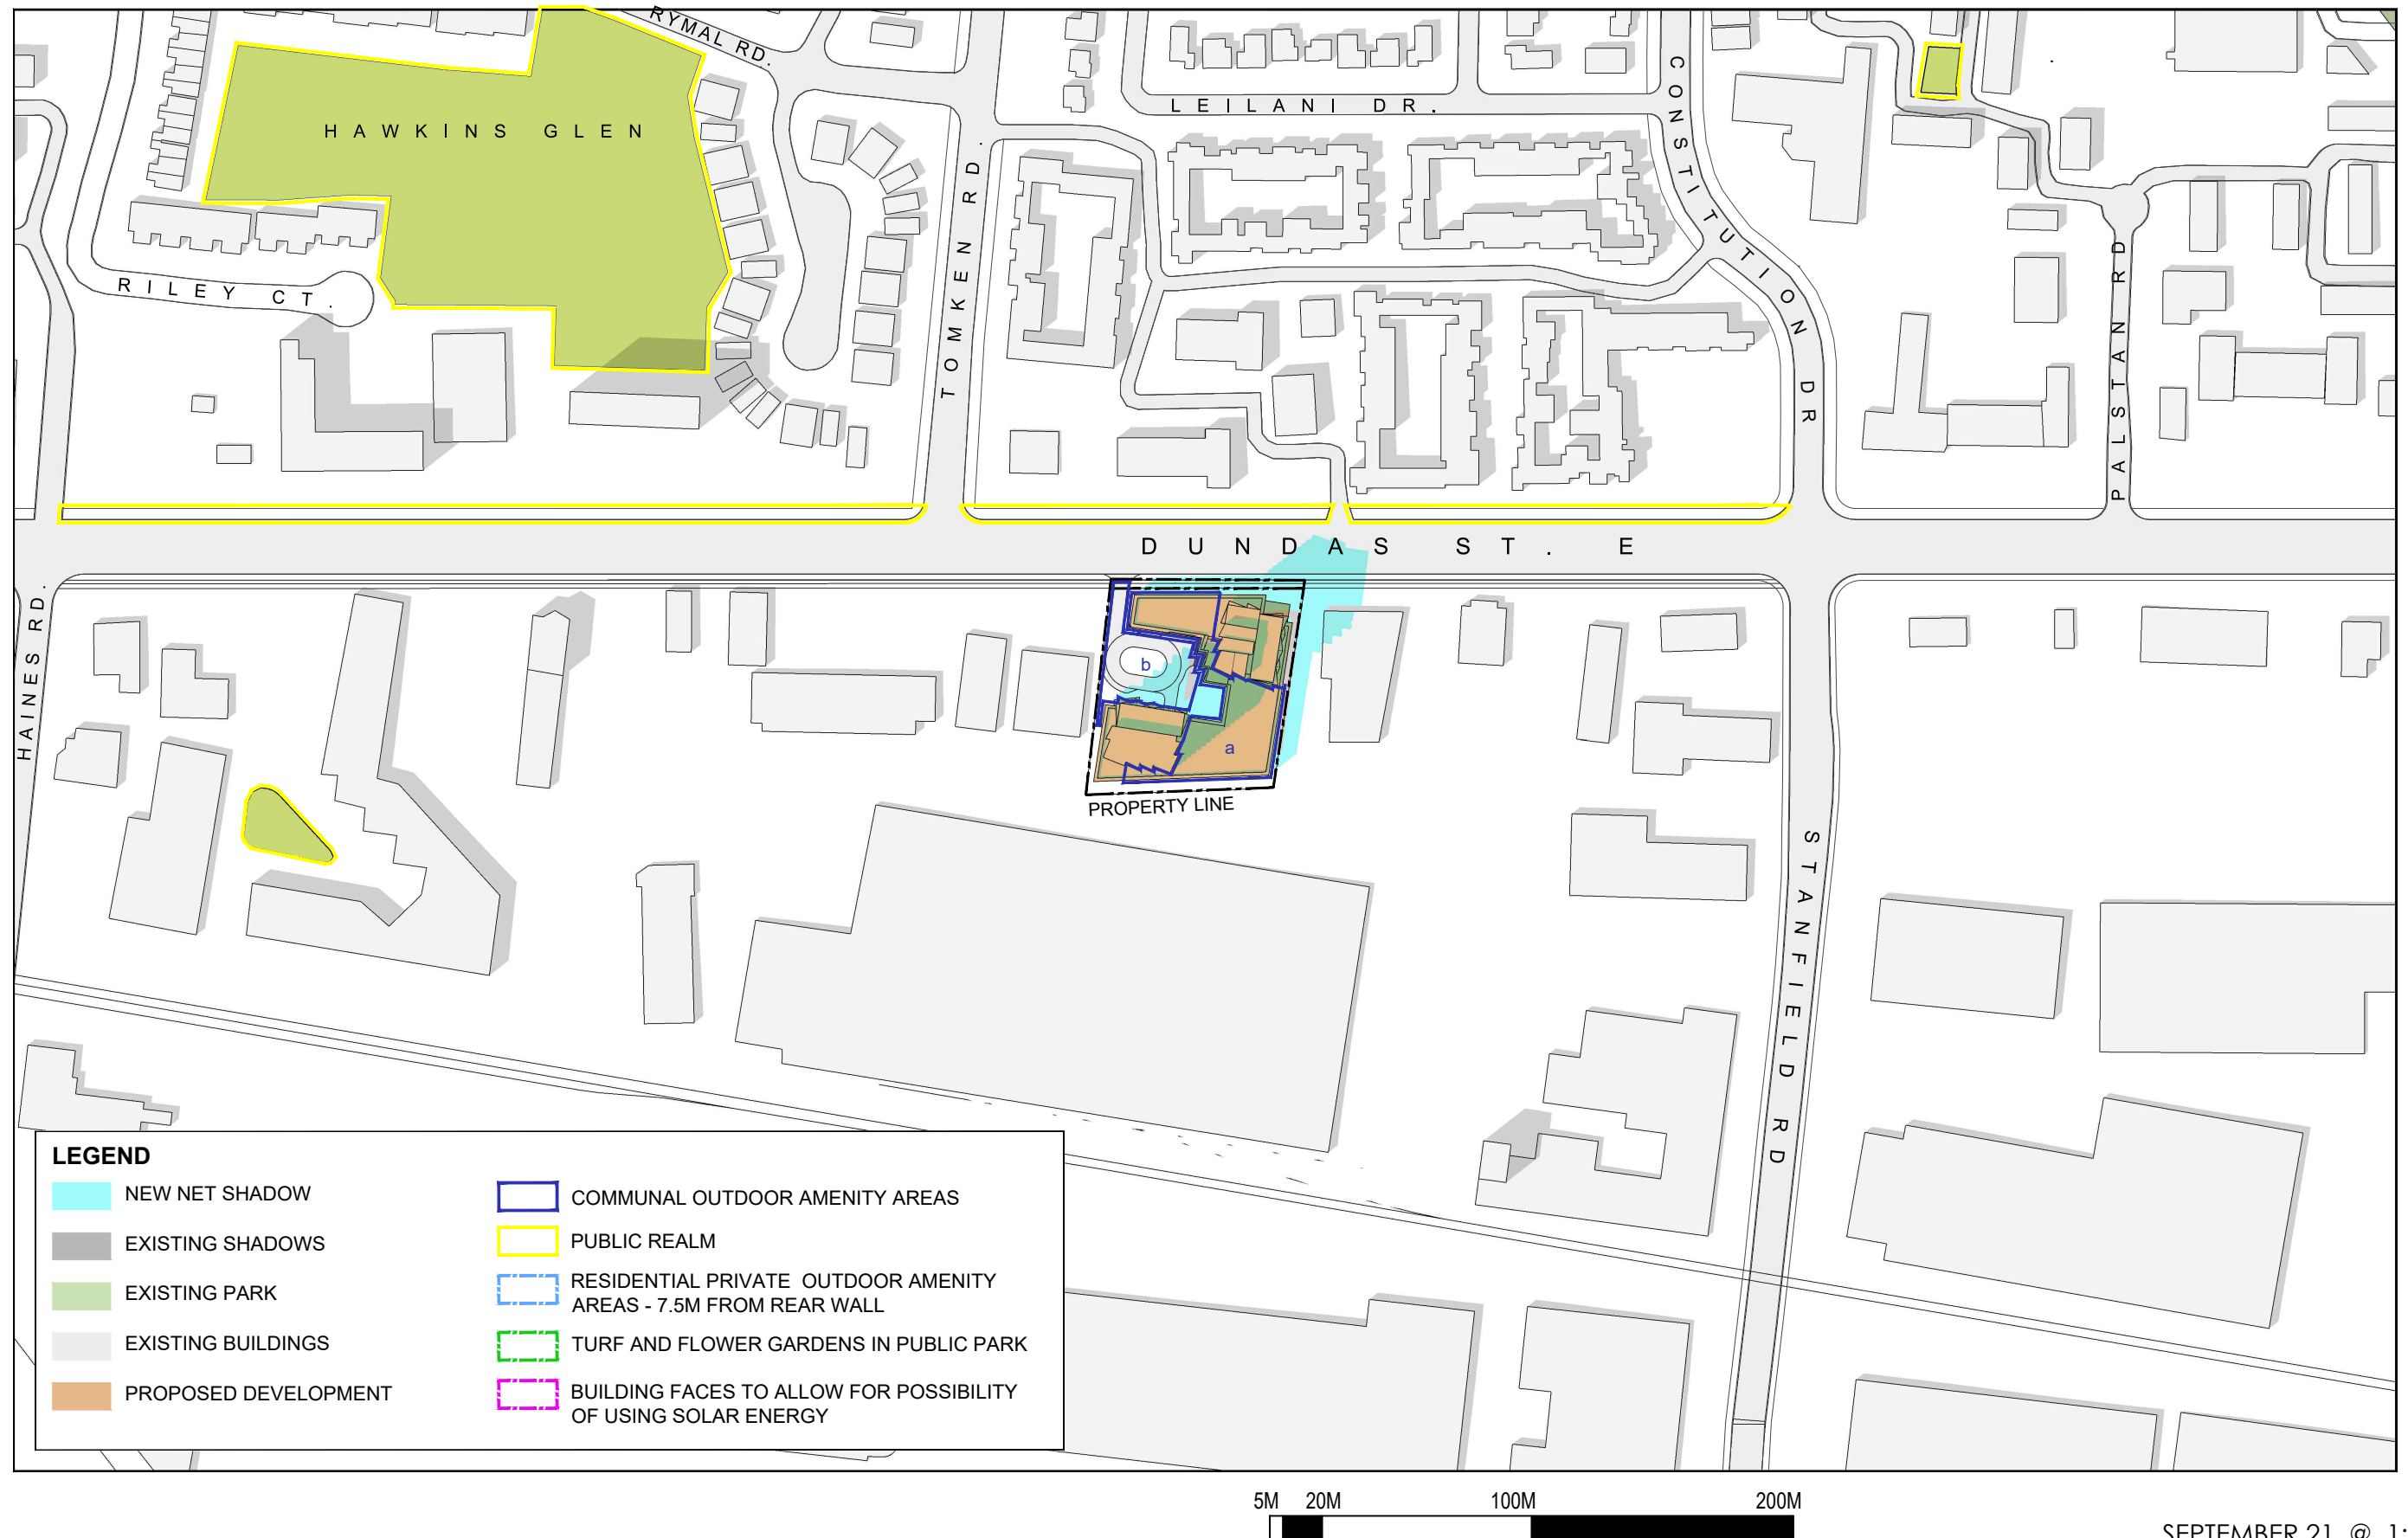 RYMAL RD.
HAWKINS GLEN
LEILANI DR.
CONSTITUTION DR
TOMKEN RD.
RILEY CT.
PALSTAN RD
DUNDAS ST. E
HAINES RD.
b
a
PROPERTY LINE
STANFIELD RD
LEGEND
NEW NET SHADOW
EXISTING SHADOWS
EXISTING PARK
EXISTING BUILDINGS
PROPOSED DEVELOPMENT
COMMUNAL OUTDOOR AMENITY AREAS
PUBLIC REALM
RESIDENTIAL PRIVATE OUTDOOR AMENITY
AREAS - 7.5M FROM REAR WALL
TURF AND FLOWER GARDENS IN PUBLIC PARK
BUILDING FACES TO ALLOW FOR POSSIBILITY
OF USING SOLAR ENERGY
5M 20M 100M 200M
SEPTEMBER 21 @ 1: